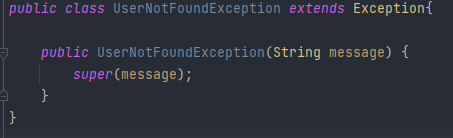 public class UserNotFoundException extends Exception{
public UserNotFoundException(String message) {
super(message);
}
}